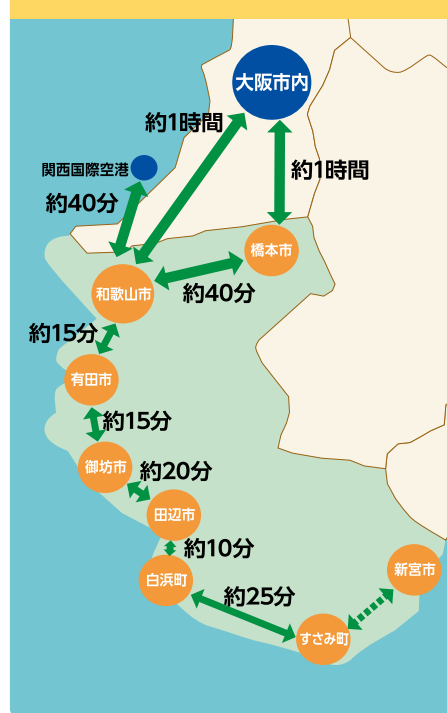 大阪市内
約1時間
関西国際空港
約1時間
約40分
橋本市
和歌山市
約40分
約15分
有田市
約15分
御坊市
約20分
田辺市
約10分
白浜町
新宮市
約25分
すさみ町